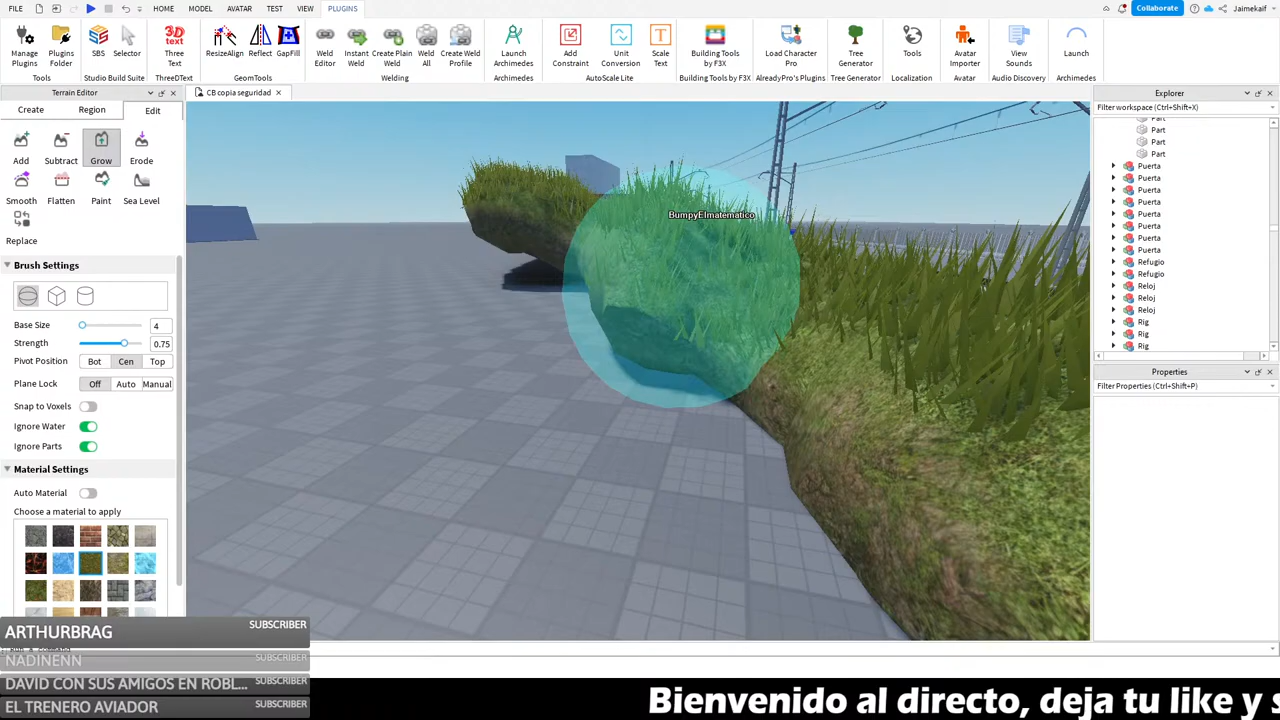 FILE HOME MODEL AVATAR TEST VIEW PLUGINS Collaborate Jaimekaif
Manage Plugins
Plugins Folder
SBS
Selector
Three Text
ResizeAlign
Reflect
GapFill
Weld Editor
Instant Weld
Create Plain Weld
Weld All
Create Weld Profile
Launch Archimedes
Add Constraint
Unit Conversion
Scale Text
Building Tools by F3X
Load Character Pro
Tree Generator
Tools
Avatar Importer
View Sounds
Launch
Tools Studio Build Suite ThreeDText GeomTools Welding Archimedes AutoScale Lite Building Tools by F3X AlreadyPro's Plugins Tree Generator Localization Avatar Audio Discovery Archimedes
Terrain Editor
CB copia seguridad
Create Region Edit
Add Subtract Grow Erode
Smooth Flatten Paint Sea Level
Replace
Brush Settings
Base Size 4
Strength 0.75
Pivot Position Bot Cen Top
Plane Lock Off Auto Manual
Snap to Voxels
Ignore Water
Ignore Parts
Material Settings
Auto Material
Choose a material to apply
BumpyElmatematico
Explorer
Filter workspace (Ctrl+Shift+X)
Part
Part
Part
Part
Puerta
Puerta
Puerta
Puerta
Puerta
Puerta
Puerta
Puerta
Refugio
Refugio
Reloj
Reloj
Reloj
Rig
Rig
Rig
Properties
Filter Properties (Ctrl+Shift+P)
ARTHURBRAG SUBSCRIBER
NADINENN SUBSCRIBER
DAVID CON SUS AMIGOS EN ROBL... SUBSCRIBER
EL TRENERO AVIADOR SUBSCRIBER
Bienvenido al directo, deja tu like y s